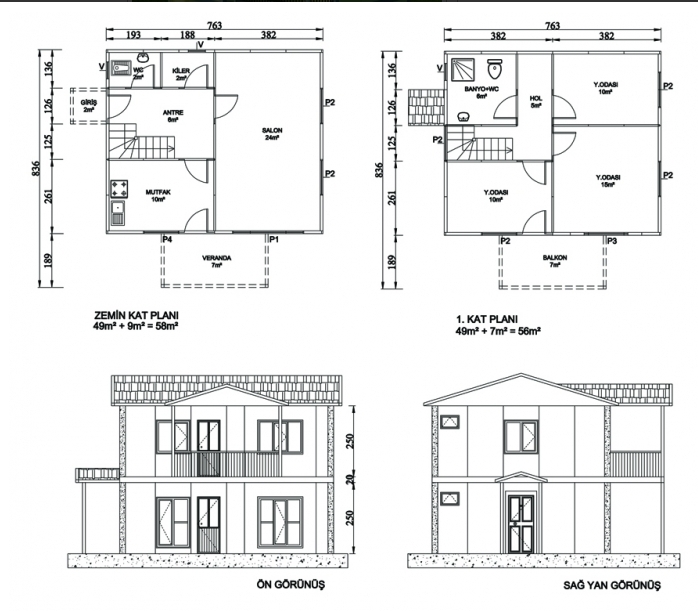 763
193 188 382
V
836
136
126
125
261
189
V
WC
2m²
KİLER
2m²
GİRİŞ
2m²
ANTRE
6m²
SALON
24m²
MUTFAK
10m²
P2
P2
P4
P1
VERANDA
7m²
ZEMİN KAT PLANI
49m² + 9m² = 58m²
763
382 382
836
136
126
125
261
189
V
BANYO+WC
6m²
HOL
5m²
Y.ODASI
10m²
P2
P2
Y.ODASI
10m²
Y.ODASI
15m²
P2
P2
P3
BALKON
7m²
1. KAT PLANI
49m² + 7m² = 56m²
250
20
250
ÖN GÖRÜNÜŞ
SAĞ YAN GÖRÜNÜŞ